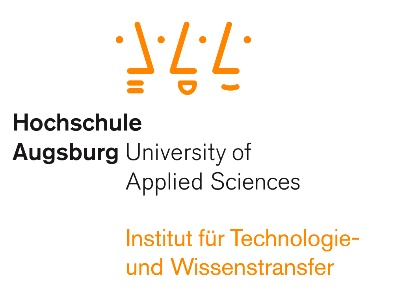 Hochschule
Augsburg University of
Applied Sciences
Institut für Technologie-
und Wissenstransfer